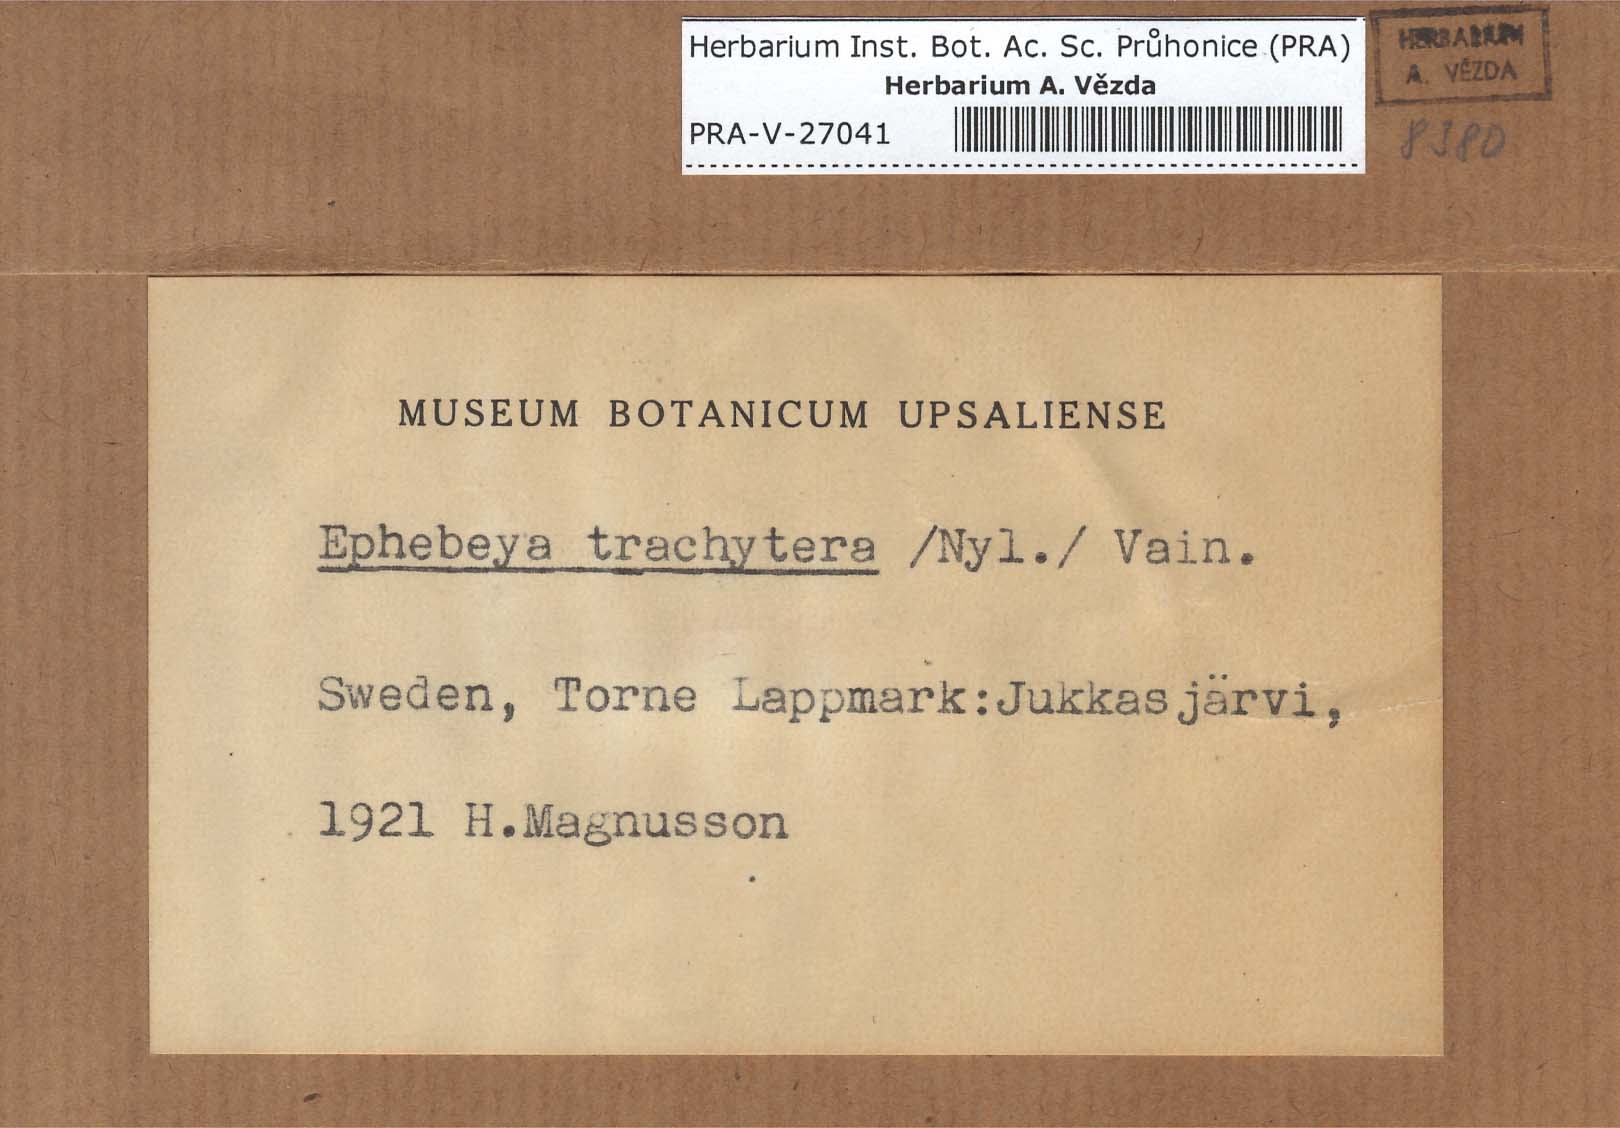 Herbarium Inst. Bot. Ac. Sc. Průhonice (PRA)
Herbarium A. Vězda
PRA-V-27041
HERBARIUM
A. VĚZDA
8380
MUSEUM BOTANICUM UPSALIENSE
Ephebeya trachytera /Nyl./ Vain.
Sweden, Torne Lappmark:Jukkasjärvi,
1921 H.Magnusson